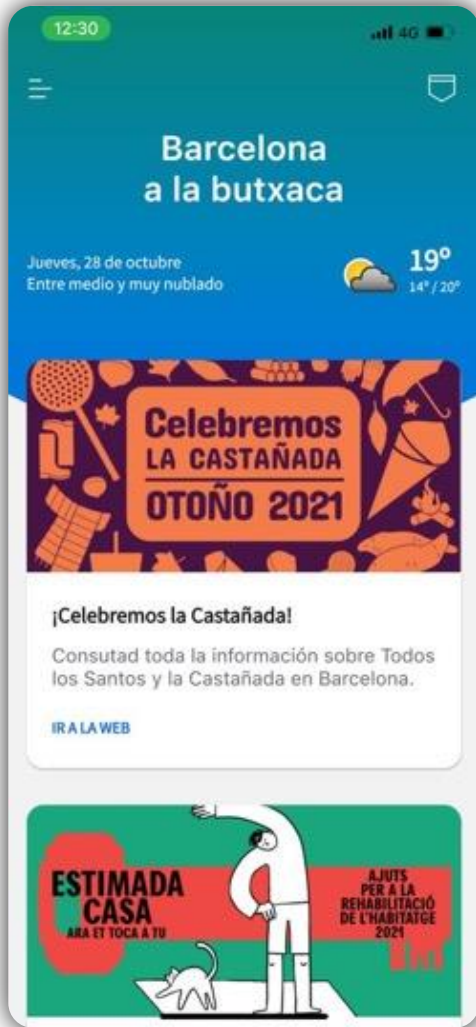 12:30
4G
Barcelona
a la butxaca
Jueves, 28 de octubre
Entre medio y muy nublado
19º
14º / 20º
Celebremos
LA CASTAÑADA
OTOÑO 2021
¡Celebremos la Castañada!
Consutad toda la información sobre Todos
los Santos y la Castañada en Barcelona.
IR A LA WEB
ESTIMADA
CASA
ARA ET TOCA A TU
AJUTS
PER A LA
REHABILITACIÓ
DE L'HABITATGE
2021